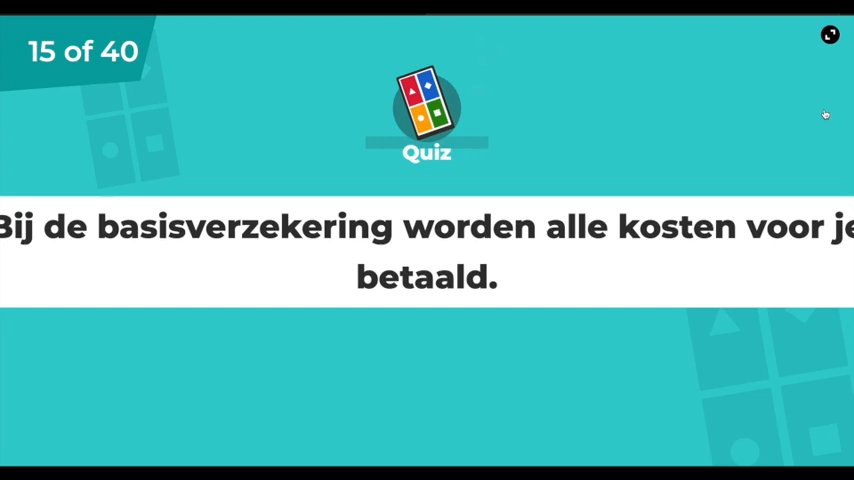 15 of 40
Quiz
Bij de basisverzekering worden alle kosten voor je
betaald.